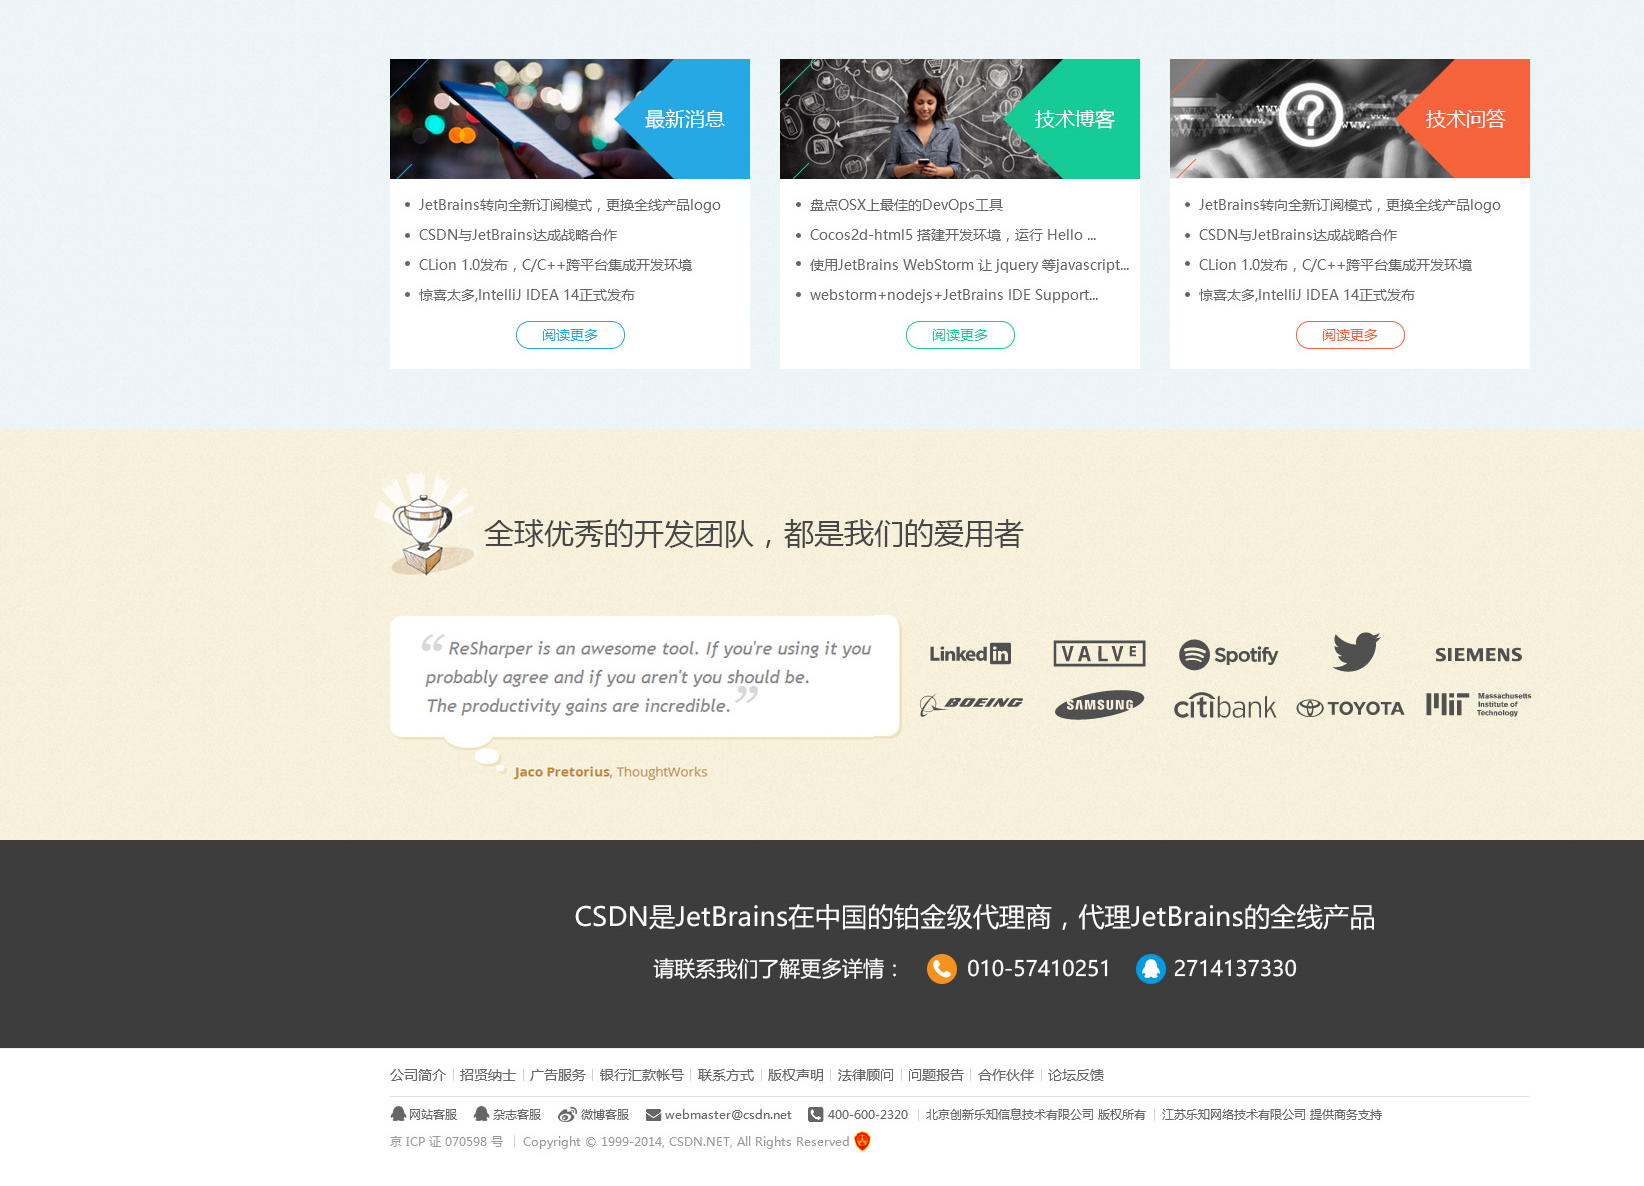 最新消息
JetBrains转向全新订阅模式，更换全线产品logo
CSDN与JetBrains达成战略合作
CLion 1.0发布，C/C++跨平台集成开发环境
惊喜太多,IntelliJ IDEA 14正式发布
阅读更多
技术博客
盘点OSX上最佳的DevOps工具
Cocos2d-html5 搭建开发环境，运行 Hello ...
使用JetBrains WebStorm 让 jquery 等javascript...
webstorm+nodejs+JetBrains IDE Support...
阅读更多
www
www.
技术问答
JetBrains转向全新订阅模式，更换全线产品logo
CSDN与JetBrains达成战略合作
CLion 1.0发布，C/C++跨平台集成开发环境
惊喜太多,IntelliJ IDEA 14正式发布
阅读更多
全球优秀的开发团队，都是我们的爱用者
“ReSharper is an awesome tool. If you're using it you
probably agree and if you aren't you should be.
The productivity gains are incredible.”
Jaco Pretorius, ThoughtWorks
Linked in
VALVE
Spotify
SIEMENS
BOEING
SAMSUNG
citibank
TOYOTA
Massachusetts
Institute of
Technology
CSDN是JetBrains在中国的铂金级代理商，代理JetBrains的全线产品
请联系我们了解更多详情： 010-57410251 2714137330
公司简介 | 招贤纳士 | 广告服务 | 银行汇款帐号 | 联系方式 | 版权声明 | 法律顾问 | 问题报告 | 合作伙伴 | 论坛反馈
网站客服 杂志客服 微博客服 webmaster@csdn.net 400-600-2320 | 北京创新乐知信息技术有限公司 版权所有 | 江苏乐知网络技术有限公司 提供商务支持
京 ICP 证 070598 号 | Copyright © 1999-2014, CSDN.NET, All Rights Reserved